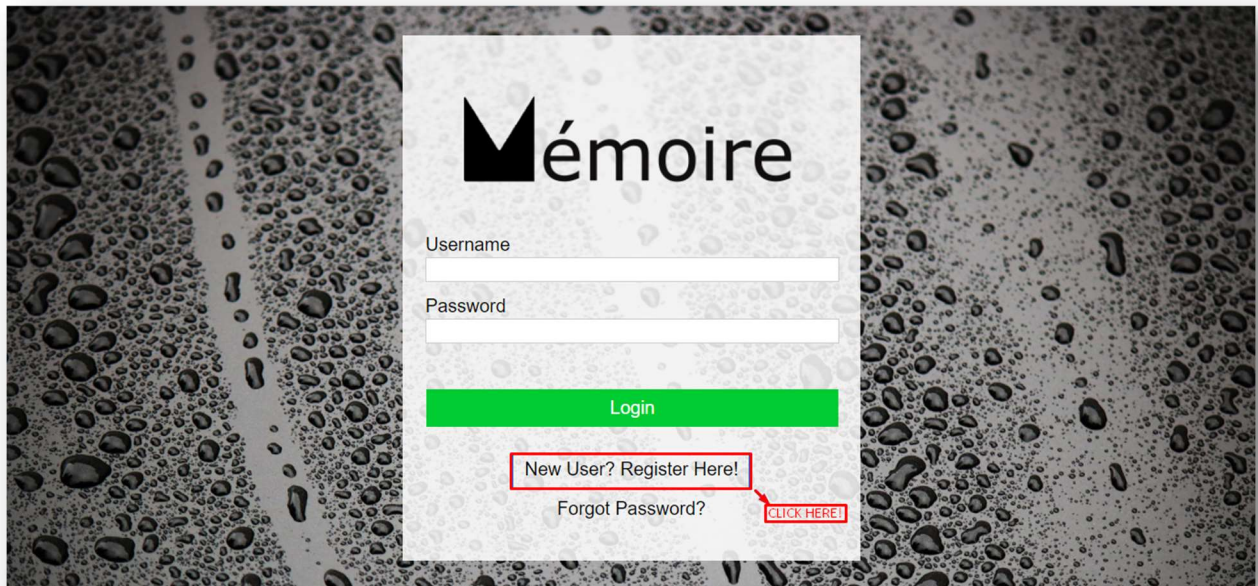 Mémoire
Username
Password
Login
New User? Register Here!
Forgot Password?
CLICK HERE!